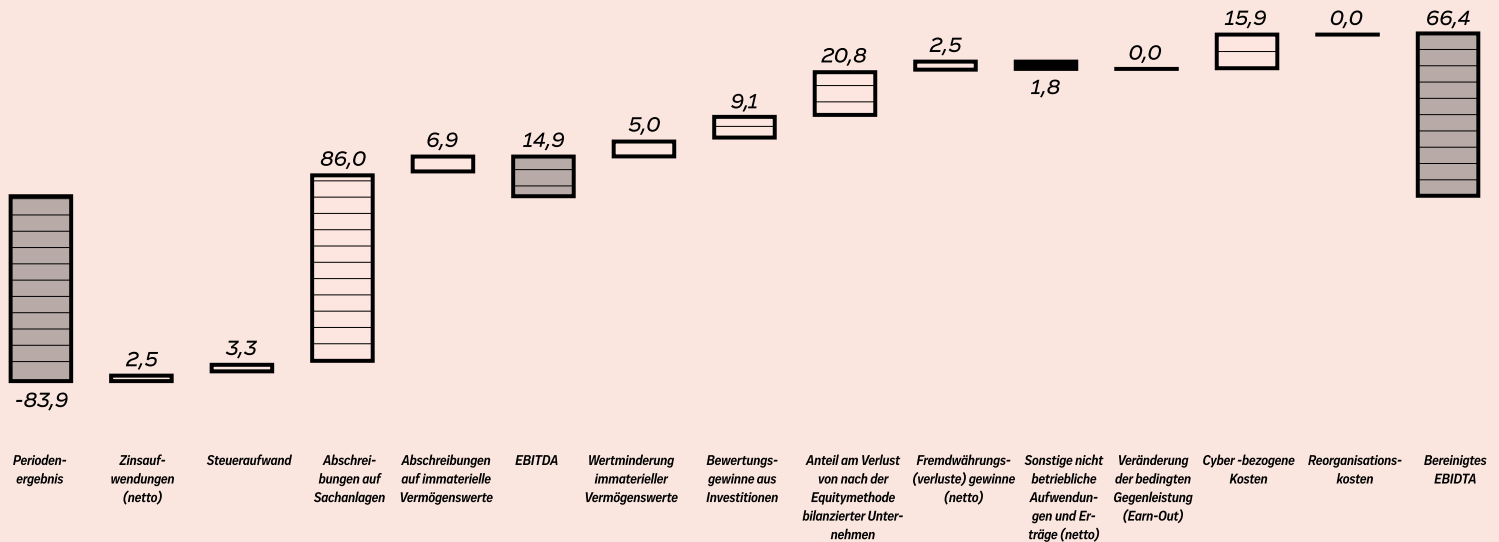 -83,9
2,5
3,3
86,0
6,9
14,9
5,0
9,1
20,8
2,5
1,8
0,0
15,9
0,0
66,4
Perioden-
ergebnis
Zinsauf-
wendungen
(netto)
Steueraufwand
Abschrei-
bungen auf
Sachanlagen
Abschreibungen
auf immaterielle
Vermögenswerte
EBITDA
Wertminderung
immaterieller
Vermögenswerte
Bewertungs-
gewinne aus
Investitionen
Anteil am Verlust
von nach der
Equitymethode
bilanzierter Unter-
nehmen
Fremdwährungs-
(verluste) gewinne
(netto)
Sonstige nicht
betriebliche
Aufwendun-
gen und Er-
träge (netto)
Veränderung
der bedingten
Gegenleistung
(Earn-Out)
Cyber -bezogene
Kosten
Reorganisations-
kosten
Bereinigtes
EBIDTA